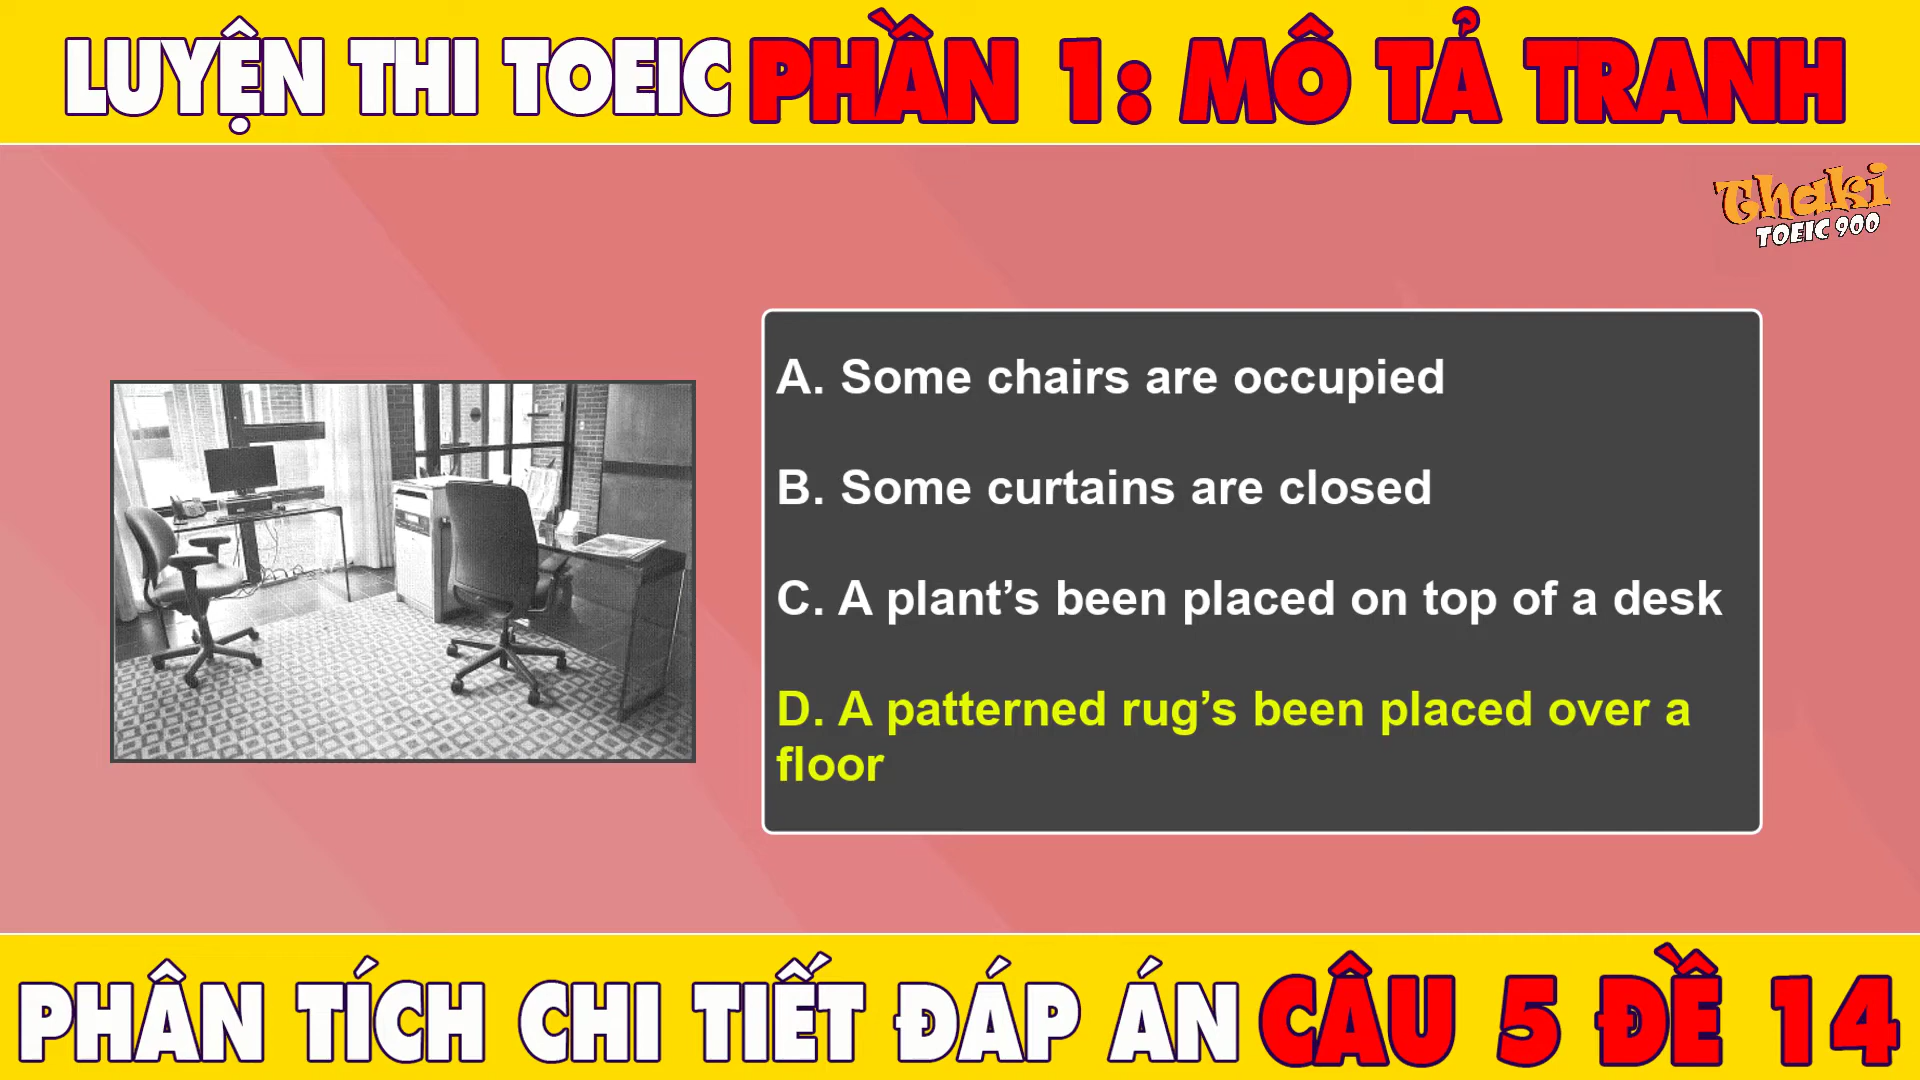 LUYỆN THI TOEIC PHẦN 1: MÔ TẢ TRANH
Thaki
TOEIC 900
A. Some chairs are occupied
B. Some curtains are closed
C. A plant’s been placed on top of a desk
D. A patterned rug’s been placed over a
floor
PHÂN TÍCH CHI TIẾT ĐÁP ÁN CÂU 5 ĐỀ 14